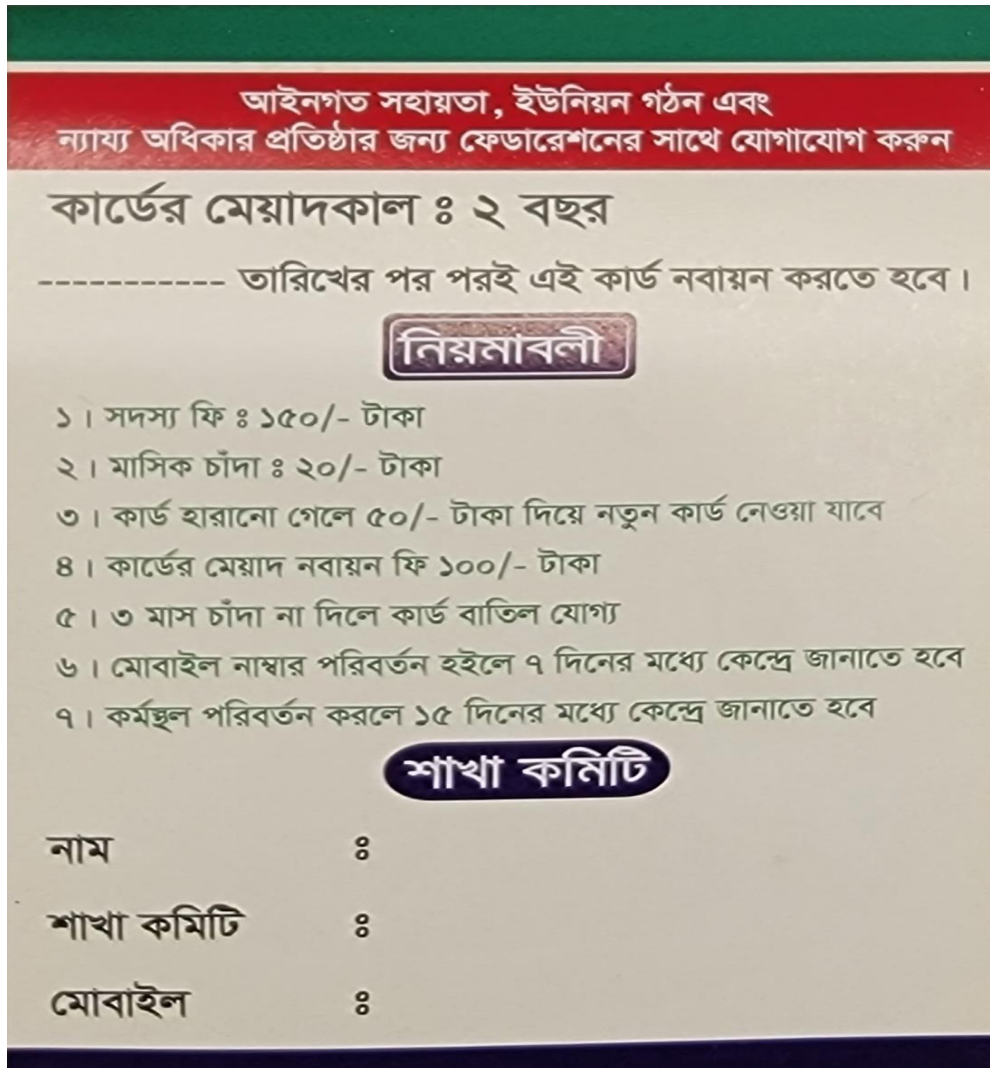 আইনগত সহায়তা, ইউনিয়ন গঠন এবং
ন্যায্য অধিকার প্রতিষ্ঠার জন্য ফেডারেশনের সাথে যোগাযোগ করুন
কার্ডের মেয়াদকাল ঃ ২ বছর
----------- তারিখের পর পরই এই কার্ড নবায়ন করতে হবে।
নিয়মাবলী
১। সদস্য ফি ঃ ১৫০/- টাকা
২। মাসিক চাঁদা ঃ ২০/- টাকা
৩। কার্ড হারানো গেলে ৫০/- টাকা দিয়ে নতুন কার্ড নেওয়া যাবে
৪। কার্ডের মেয়াদ নবায়ন ফি ১০০/- টাকা
৫। ৩ মাস চাঁদা না দিলে কার্ড বাতিল যোগ্য
৬। মোবাইল নাম্বার পরিবর্তন হইলে ৭ দিনের মধ্যে কেন্দ্রে জানাতে হবে
৭। কর্মস্থল পরিবর্তন করলে ১৫ দিনের মধ্যে কেন্দ্রে জানাতে হবে
শাখা কমিটি
নাম ঃ
শাখা কমিটি ঃ
মোবাইল ঃ